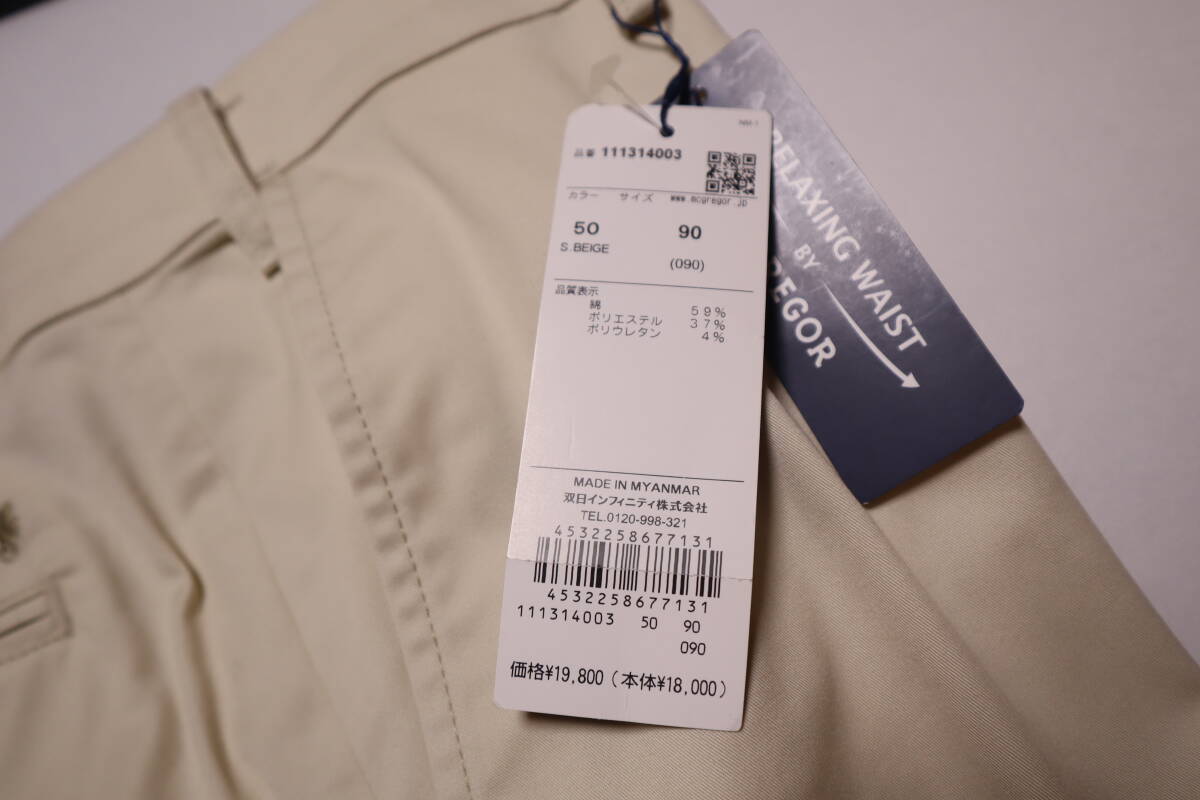 NM-1
品番 111314003
カラー サイズ www.mcgregor.jp
50 90
S.BEIGE (090)
品質表示
綿 59%
ポリエステル 37%
ポリウレタン 4%
MADE IN MYANMAR
双日インフィニティ株式会社
TEL.0120-998-321
4532258677131
4532258677131
111314003 50 90
090
価格¥19,800(本体¥18,000)
RELAXING WAIST
BY
REGOR